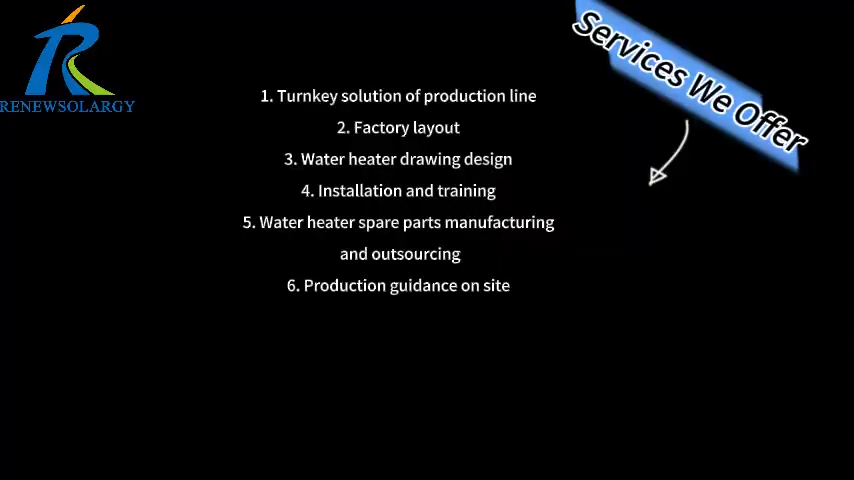 RENEWSOLARGY
Services We Offer
1. Turnkey solution of production line
2. Factory layout
3. Water heater drawing design
4. Installation and training
5. Water heater spare parts manufacturing
and outsourcing
6. Production guidance on site